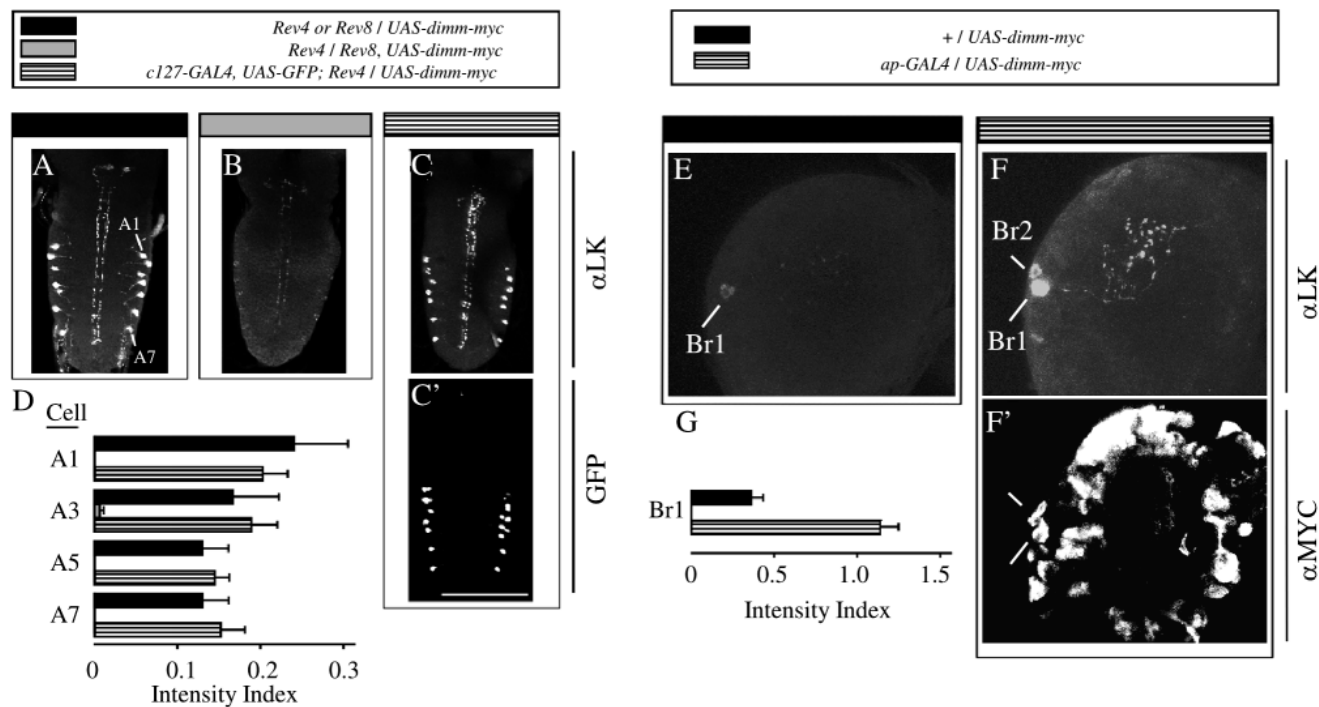 Rev4 or Rev8 / UAS-dimm-myc
Rev4 / Rev8, UAS-dimm-myc
c127-GAL4, UAS-GFP; Rev4 / UAS-dimm-myc
A
A1
A7
B
C
αLK
C'
GFP
D
Cell
A1
A3
A5
A7
0 0.1 0.2 0.3
Intensity Index
+ / UAS-dimm-myc
ap-GAL4 / UAS-dimm-myc
E
Br1
F
Br2
Br1
αLK
F'
αMYC
G
Br1
0 0.5 1.0 1.5
Intensity Index